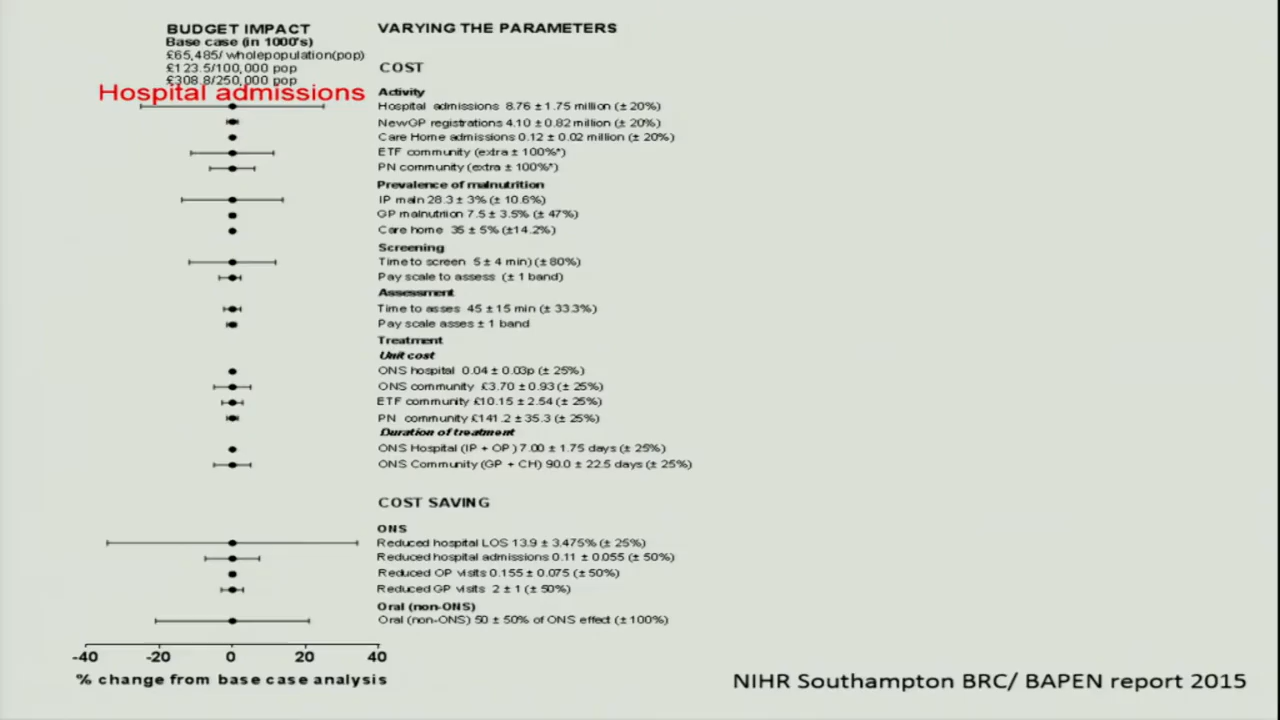 BUDGET IMPACT
Base case (in 1000's)
£65,485/ wholepopulation(pop)
£123.5/100,000 pop
£308.8/250,000 pop
Hospital admissions
VARYING THE PARAMETERS
COST
Activity
Hospital admissions 8.76 ± 1.75 million (± 20%)
NewGP registrations 4.10 ± 0.82 million (± 20%)
Care Home admissions 0.12 ± 0.02 million (± 20%)
ETF community (extra ± 100%*)
PN community (extra ± 100%*)
Prevalence of malnutrition
IP maln 28.3 ± 3% (± 10.6%)
GP malnutriion 7.5 ± 3.5% (± 47%)
Care home 35 ± 5% (±14.2%)
Screening
Time to screen 5 ± 4 min) (± 80%)
Pay scale to assess (± 1 band)
Assessment
Time to asses 45 ± 15 min (± 33.3%)
Pay scale asses ± 1 band
Treatment
Unit cost
ONS hospital 0.04 ± 0.03p (± 25%)
ONS community £3.70 ± 0.93 (± 25%)
ETF community £10.15 ± 2.54 (± 25%)
PN community £141.2 ± 35.3 (± 25%)
Duration of treatment
ONS Hospital (IP + OP) 7.00 ± 1.75 days (± 25%)
ONS Community (GP + CH) 90.0 ± 22.5 days (± 25%)
COST SAVING
ONS
Reduced hospital LOS 13.9 ± 3.475% (± 25%)
Reduced hospital admissions 0.11 ± 0.055 (± 50%)
Reduced OP visits 0.155 ± 0.075 (± 50%)
Reduced GP visits 2 ± 1 (± 50%)
Oral (non-ONS)
Oral (non-ONS) 50 ± 50% of ONS effect (± 100%)
-40 -20 0 20 40
% change from base case analysis
NIHR Southampton BRC/ BAPEN report 2015